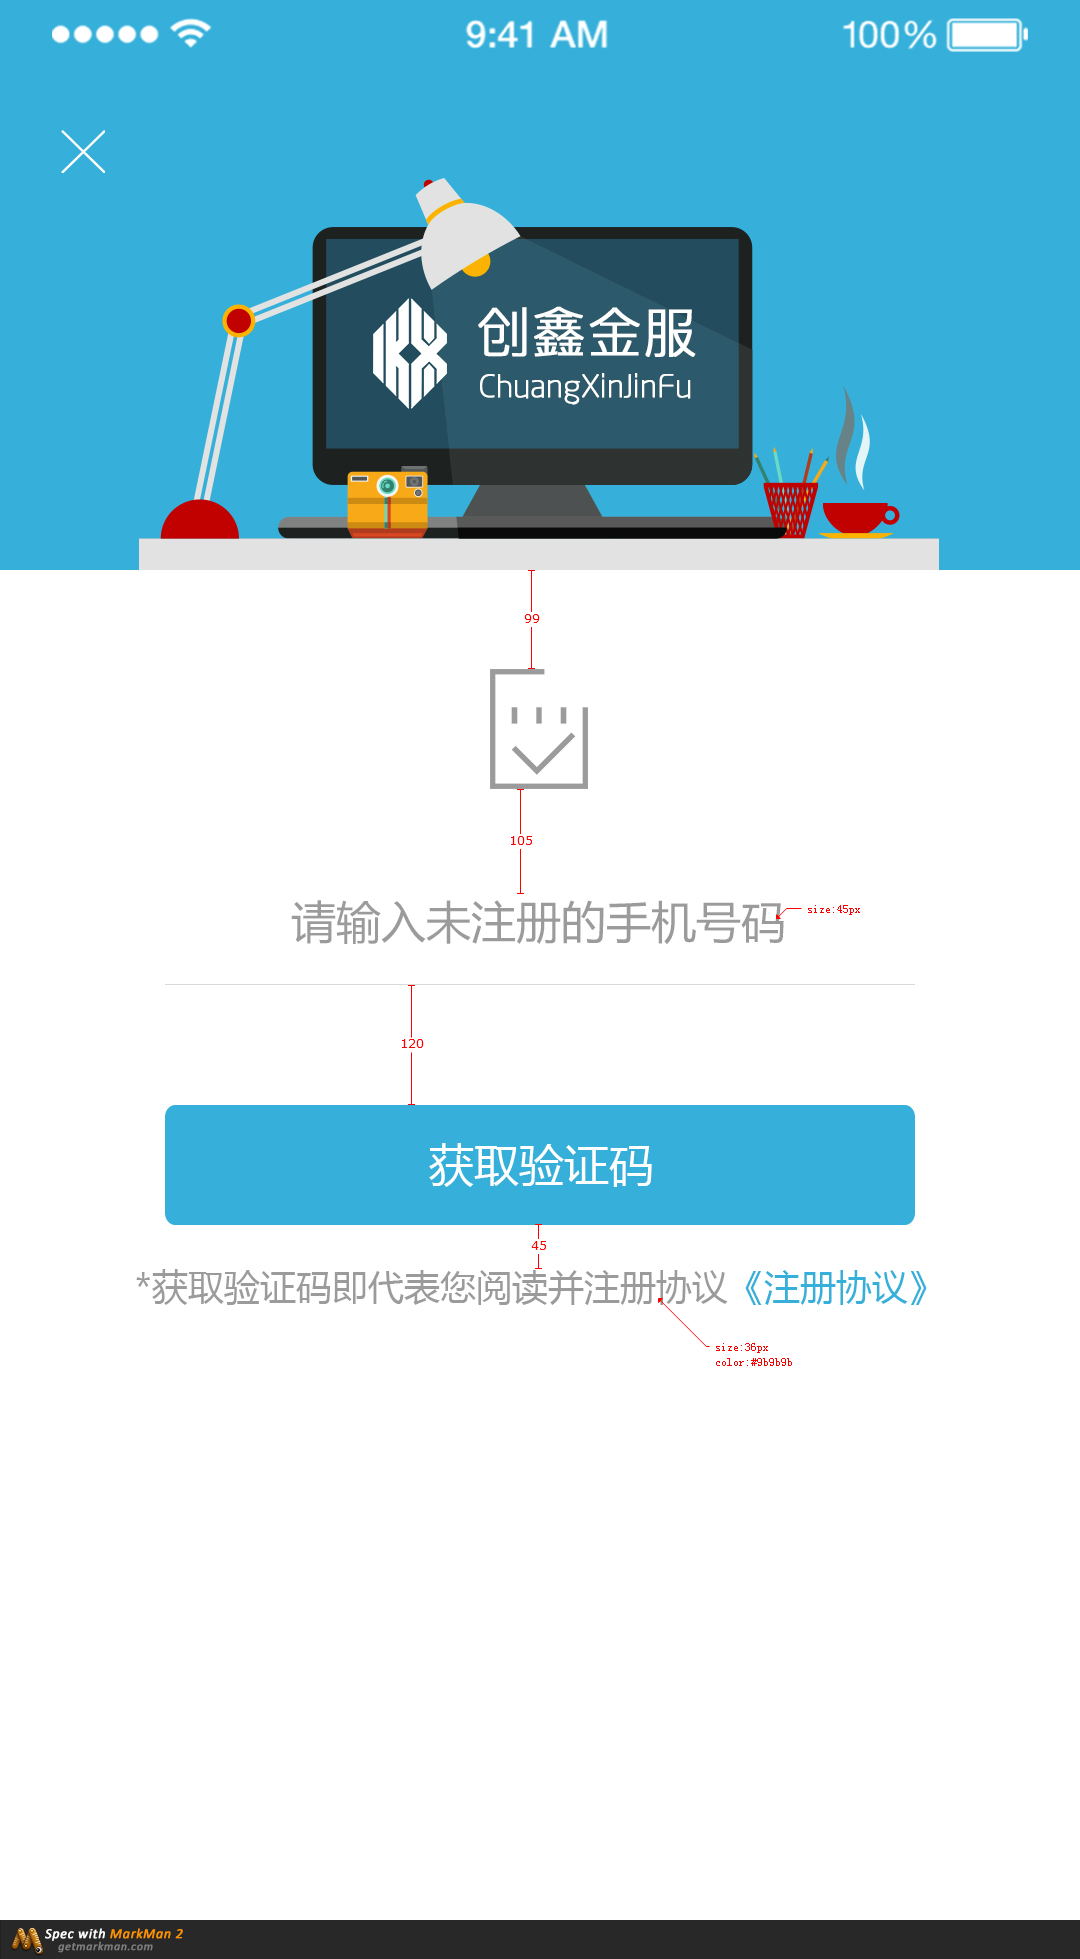 9:41 AM
100%
创鑫金服
ChuangXinJinFu
99
105
请输入未注册的手机号码
size:45px
120
获取验证码
45
*获取验证码即代表您阅读并注册协议《注册协议》
size:36px
color:#9b9b9b
Spec with MarkMan 2
getmarkman.com